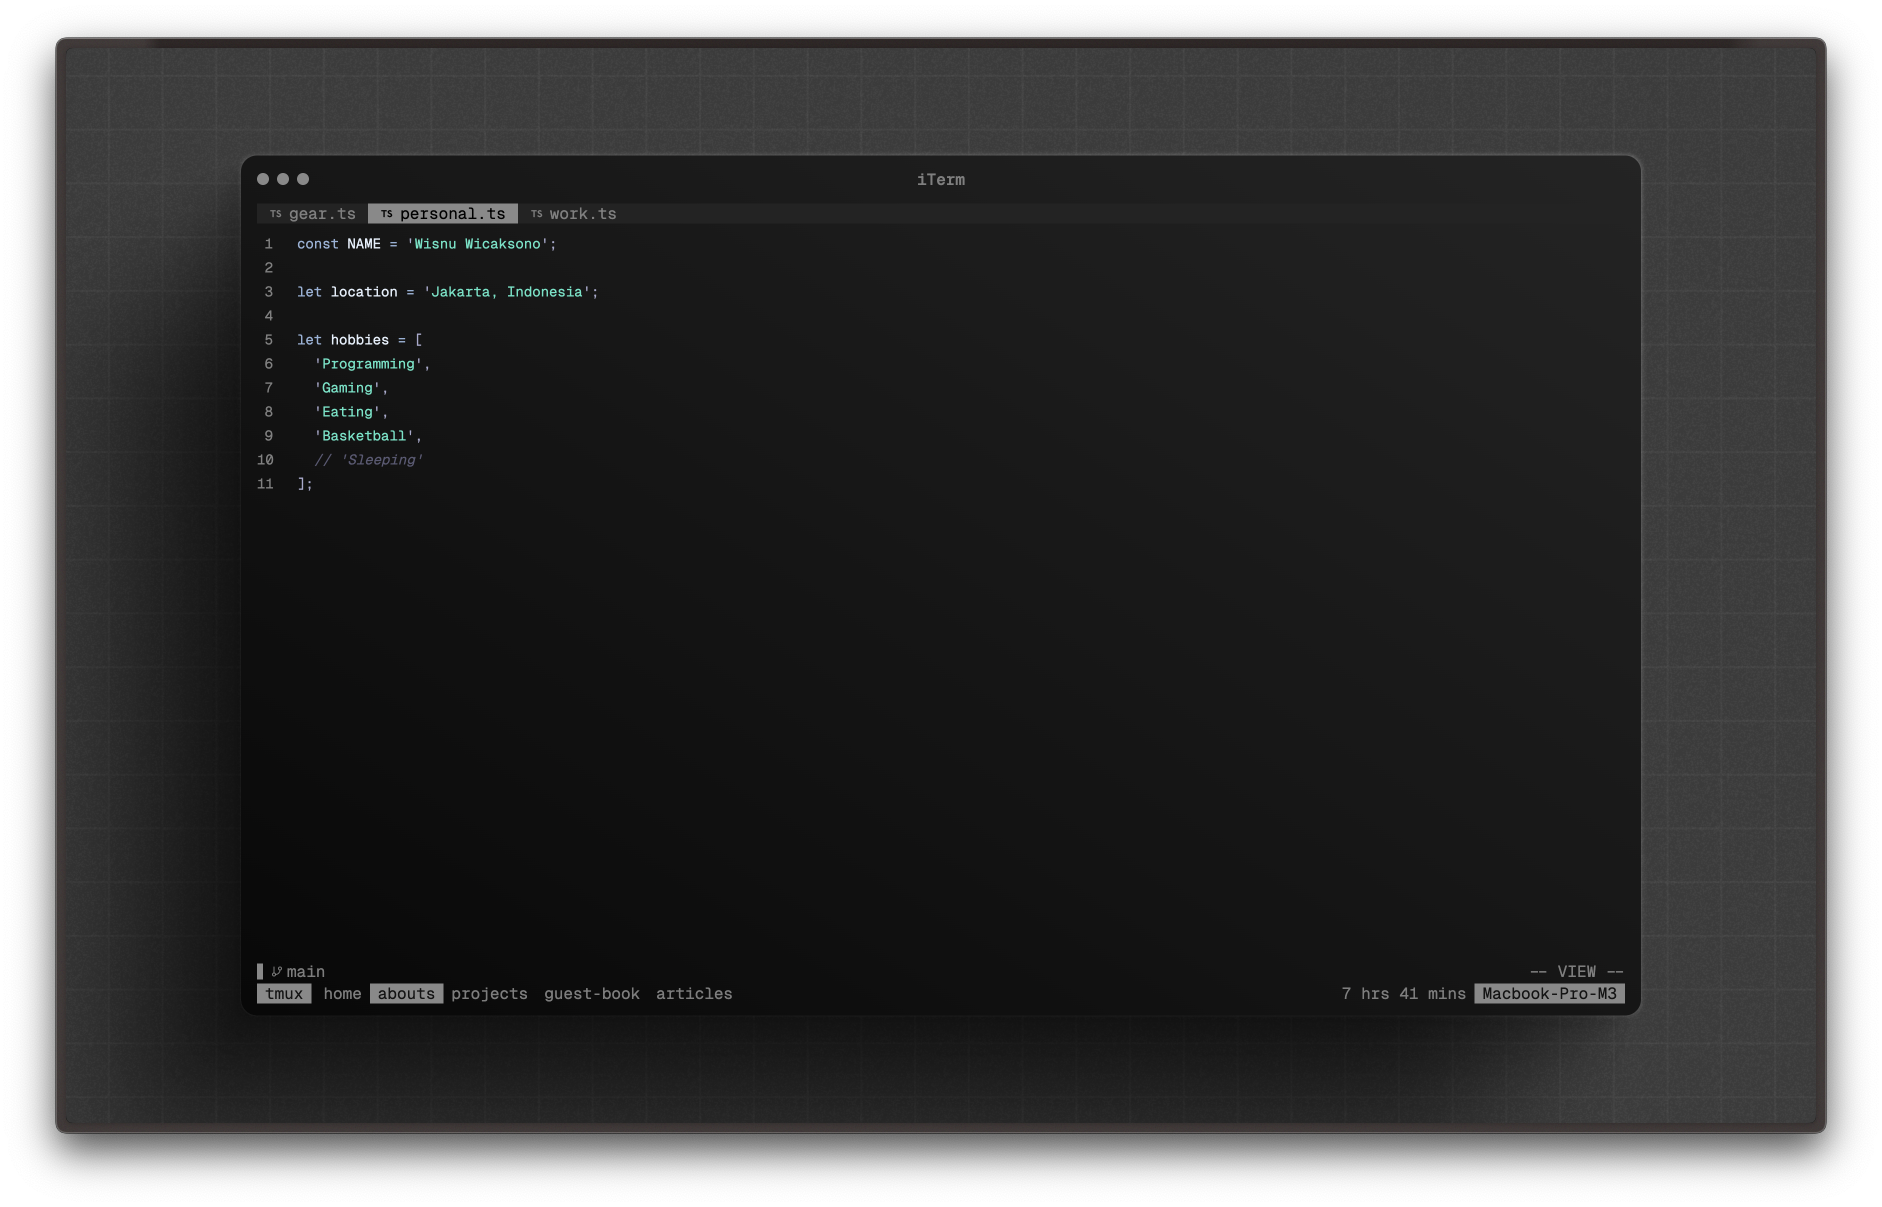 iTerm
TS gear.ts TS personal.ts TS work.ts
1 const NAME = 'Wisnu Wicaksono';
2
3 let location = 'Jakarta, Indonesia';
4
5 let hobbies = [
6   'Programming',
7   'Gaming',
8   'Eating',
9   'Basketball',
10   // 'Sleeping'
11 ];
main -- VIEW --
tmux home abouts projects guest-book articles 7 hrs 41 mins Macbook-Pro-M3